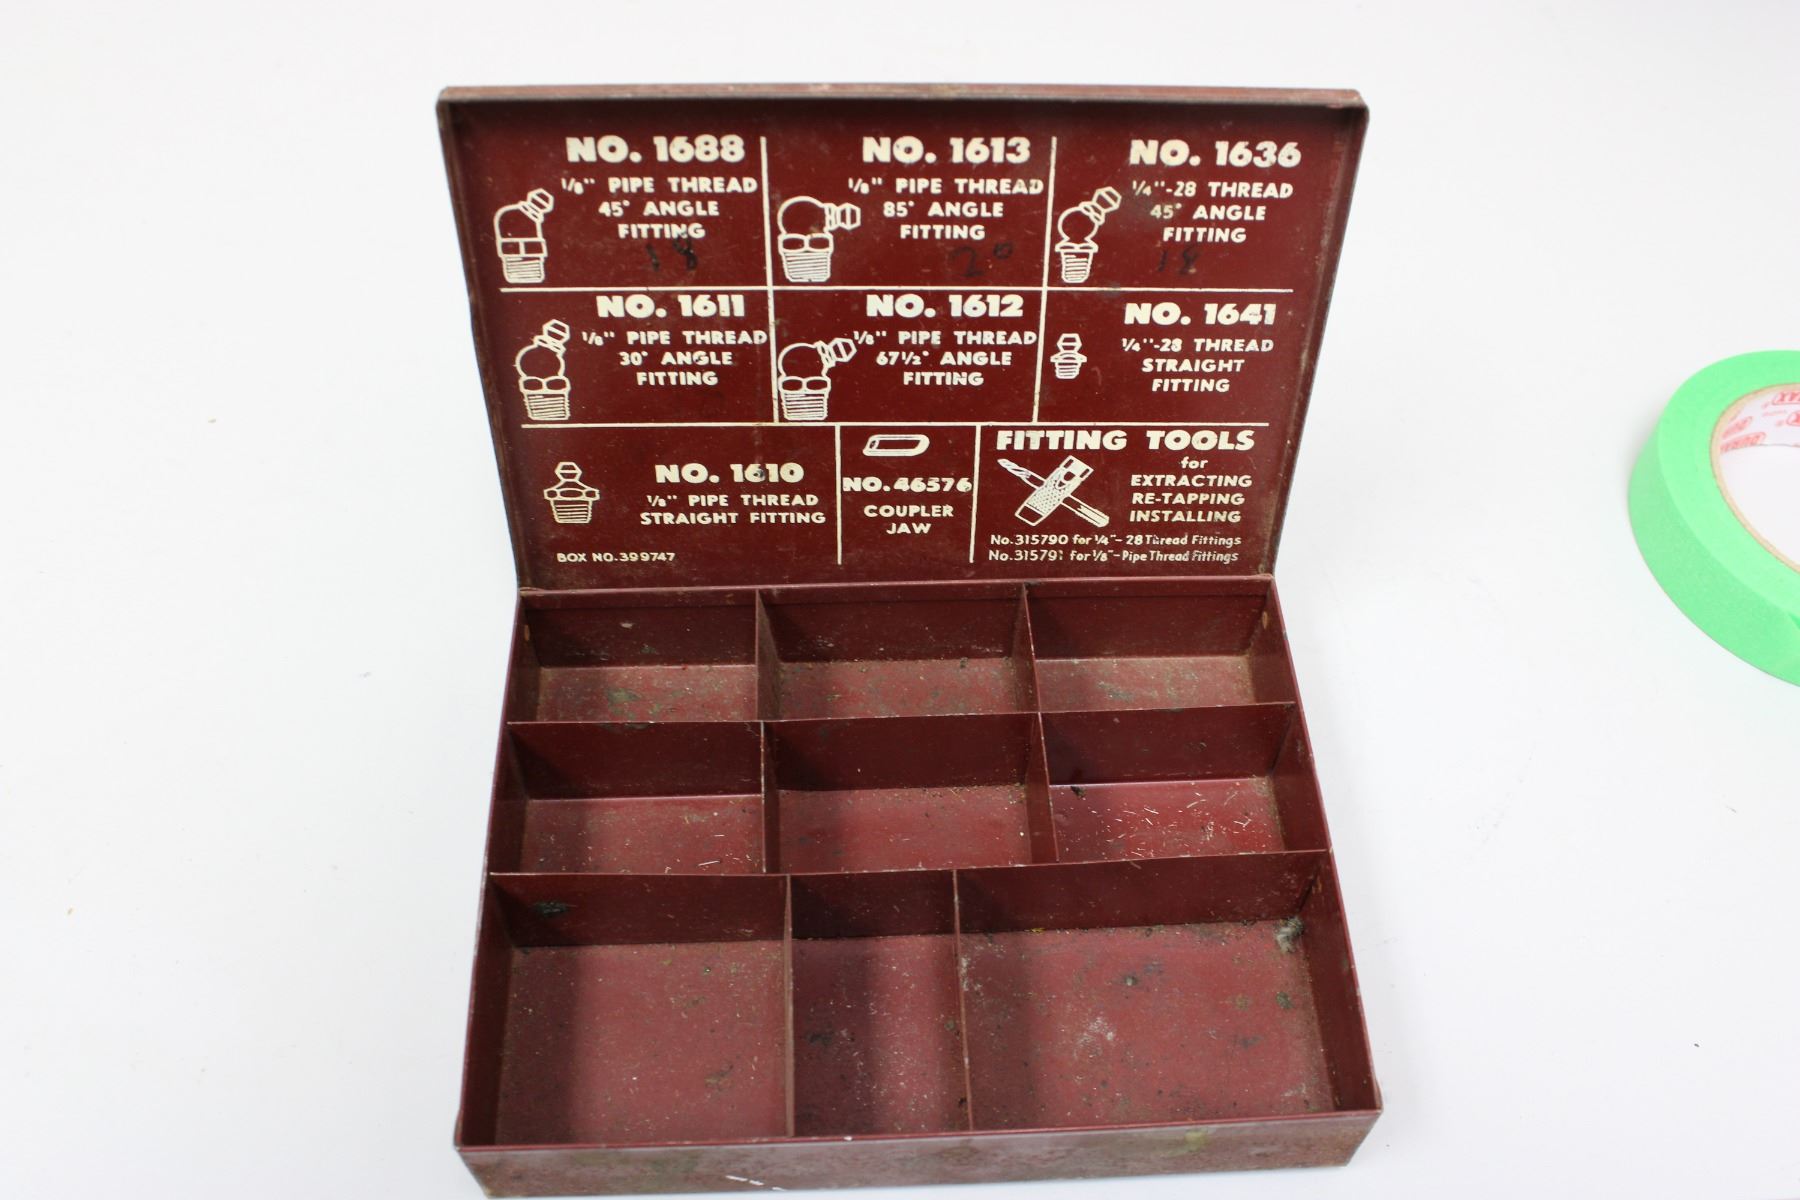 NO. 1688
1/8" PIPE THREAD
45° ANGLE
FITTING
18
NO. 1613
1/8" PIPE THREAD
85° ANGLE
FITTING
20
NO. 1636
1/4"-28 THREAD
45° ANGLE
FITTING
18
NO. 1611
1/8" PIPE THREAD
30° ANGLE
FITTING
NO. 1612
1/8" PIPE THREAD
67 1/2° ANGLE
FITTING
NO. 1641
1/4"-28 THREAD
STRAIGHT
FITTING
NO. 1610
1/8" PIPE THREAD
STRAIGHT FITTING
BOX NO. 399747
NO. 46576
COUPLER
JAW
FITTING TOOLS
for
EXTRACTING
RE-TAPPING
INSTALLING
No. 315790 for 1/4"-28 Thread Fittings
No. 315791 for 1/8"-Pipe Thread Fittings